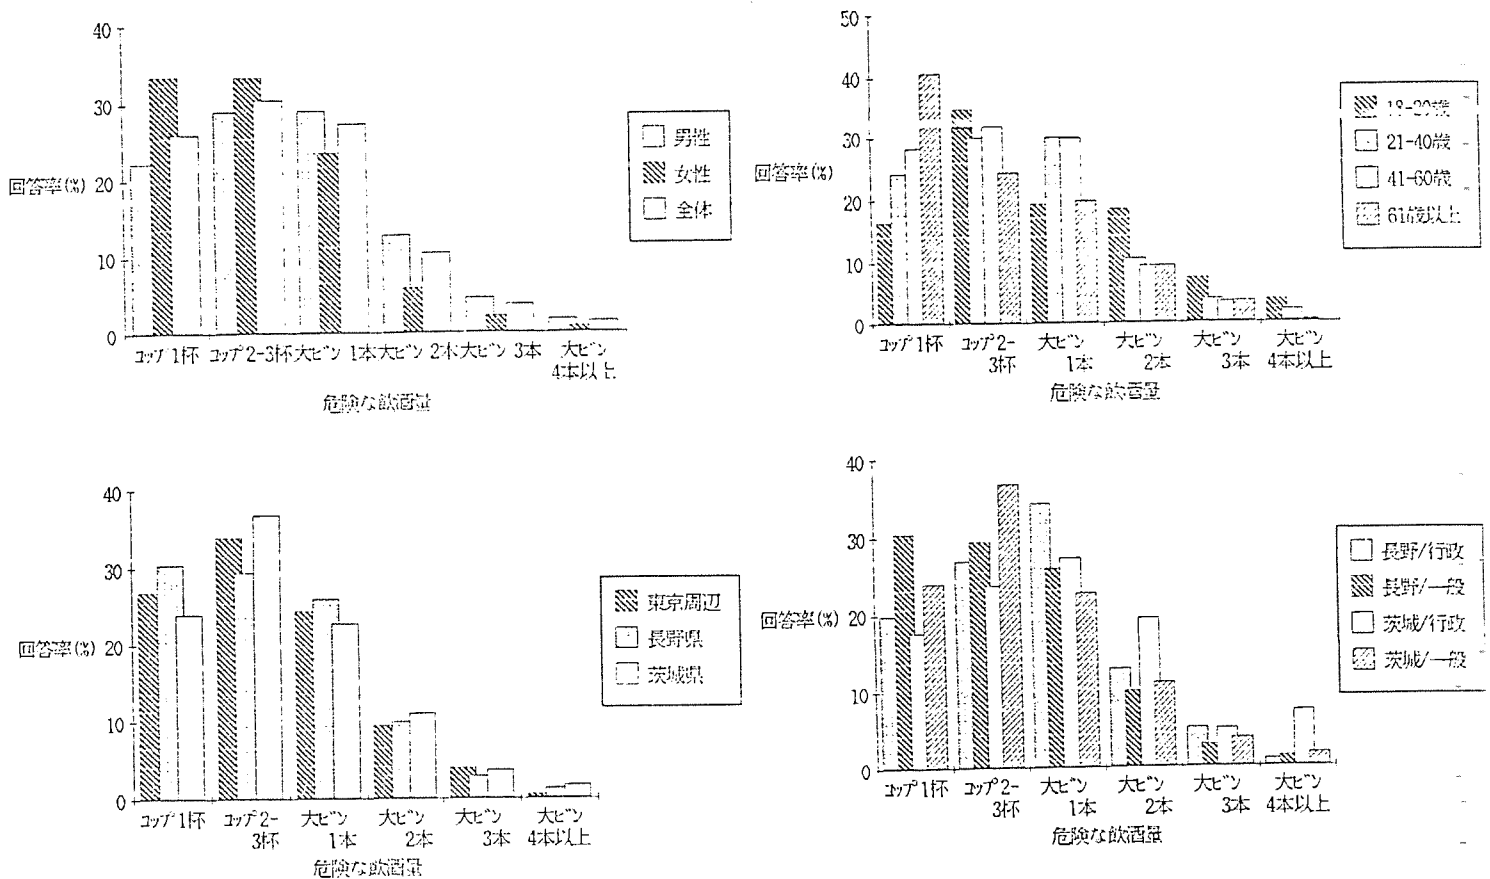 40
30
20
10
0
回答率(%)
コップ1杯 コップ2-3杯 大ビン 1本 大ビン 2本 大ビン 3本 大ビン
4本以上
危険な飲酒量
男性
女性
全体
50
40
30
20
10
0
回答率(%)
コップ1杯 コップ2- 大ビン 大ビン 大ビン 大ビン
3杯 1本 2本 3本 4本以上
危険な飲酒量
18-20歳
21-40歳
41-60歳
61歳以上
40
30
20
10
0
回答率(%)
コップ1杯 コップ2- 大ビン 大ビン 大ビン 大ビン
3杯 1本 2本 3本 4本以上
危険な飲酒量
東京周辺
長野県
茨城県
40
30
20
10
0
回答率(%)
コップ1杯 コップ2- 大ビン 大ビン 大ビン 大ビン
3杯 1本 2本 3本 4本以上
危険な飲酒量
長野/行政
長野/一般
茨城/行政
茨城/一般